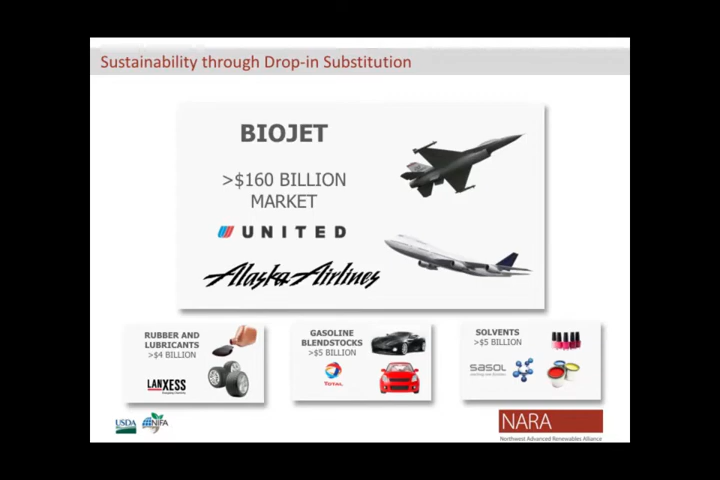 Sustainability through Drop-in Substitution
BIOJET
>$160 BILLION
MARKET
UNITED
Alaska Airlines
RUBBER AND
LUBRICANTS
>$4 BILLION
LANXESS
GASOLINE
BLENDSTOCKS
>$5 BILLION
TOTAL
SOLVENTS
>$5 BILLION
sasol
USDA
NIFA
NARA
Northwest Advanced Renewables Alliance